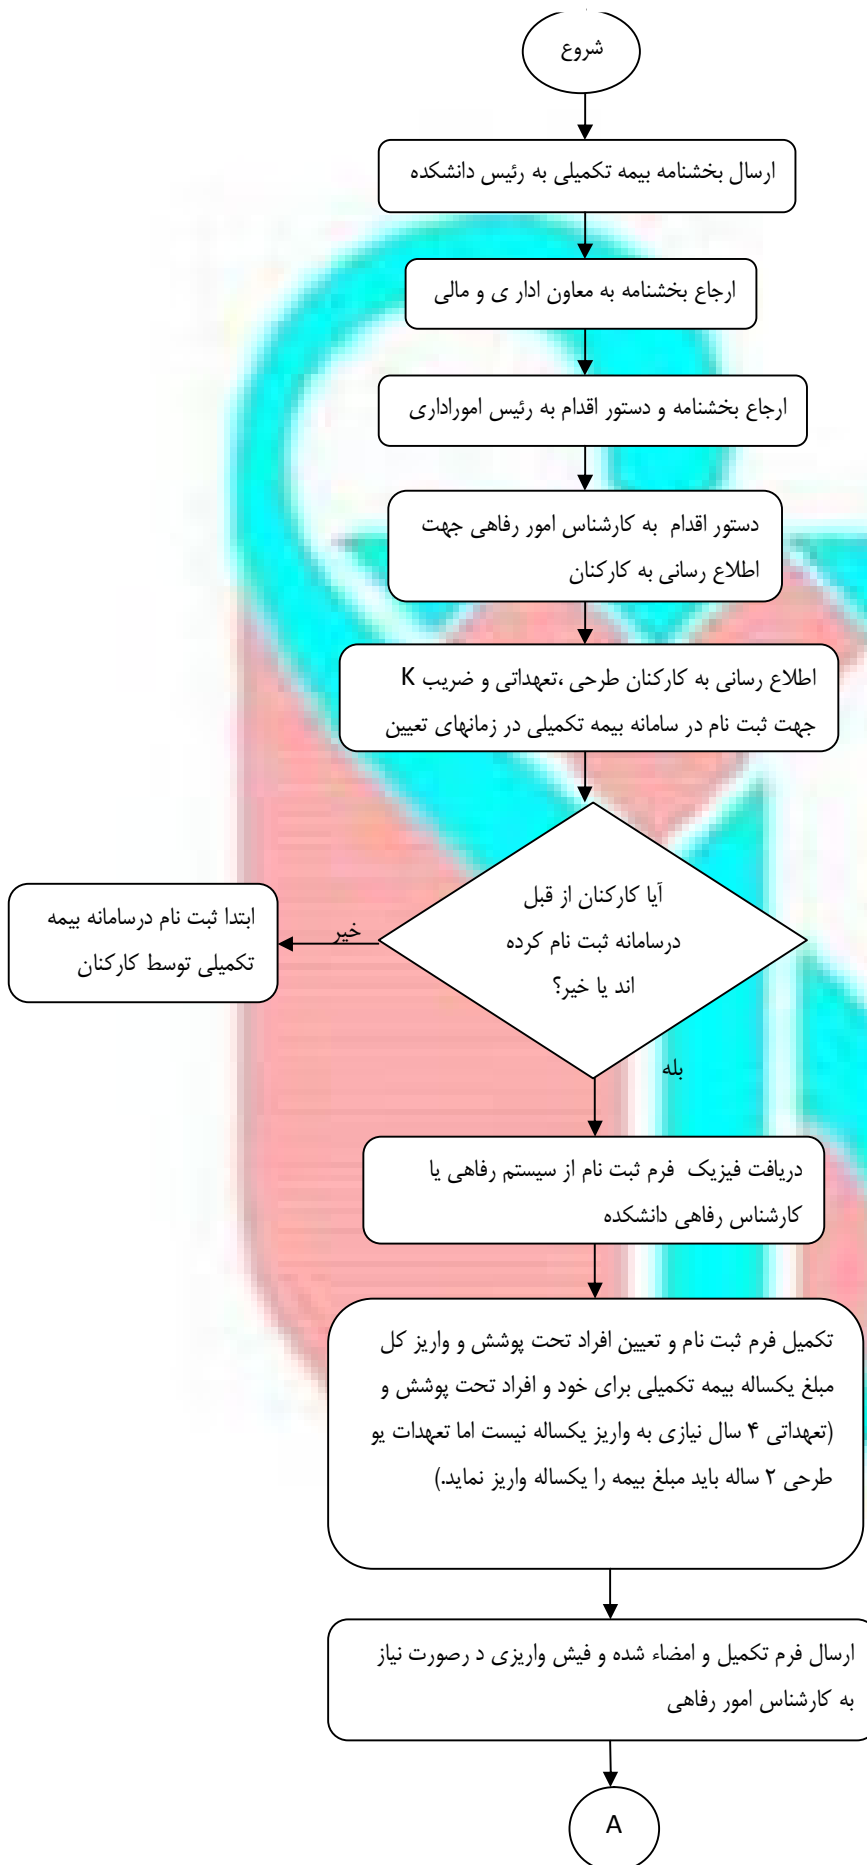 شروع
ارسال بخشنامه بیمه تکمیلی به رئیس دانشکده
ارجاع بخشنامه به معاون ادار ی و مالی
ارجاع بخشنامه و دستور اقدام به رئیس اموراداری
دستور اقدام به کارشناس امور رفاهی جهت
اطلاع رسانی به کارکنان
اطلاع رسانی به کارکنان طرحی ،تعهداتی و ضریب K
جهت ثبت نام در سامانه بیمه تکمیلی در زمانهای تعیین
آیا کارکنان از قبل
درسامانه ثبت نام کرده
اند یا خیر؟
خیر
ابتدا ثبت نام درسامانه بیمه
تکمیلی توسط کارکنان
بله
دریافت فیزیک فرم ثبت نام از سیستم رفاهی یا
کارشناس رفاهی دانشکده
تکمیل فرم ثبت نام و تعیین افراد تحت پوشش و واریز کل
مبلغ یکساله بیمه تکمیلی برای خود و افراد تحت پوشش و
(تعهداتی ۴ سال نیازی به واریز یکساله نیست اما تعهدات یو
طرحی ۲ ساله باید مبلغ بیمه را یکساله واریز نماید.)
ارسال فرم تکمیل و امضاء شده و فیش واریزی د رصورت نیاز
به کارشناس امور رفاهی
A